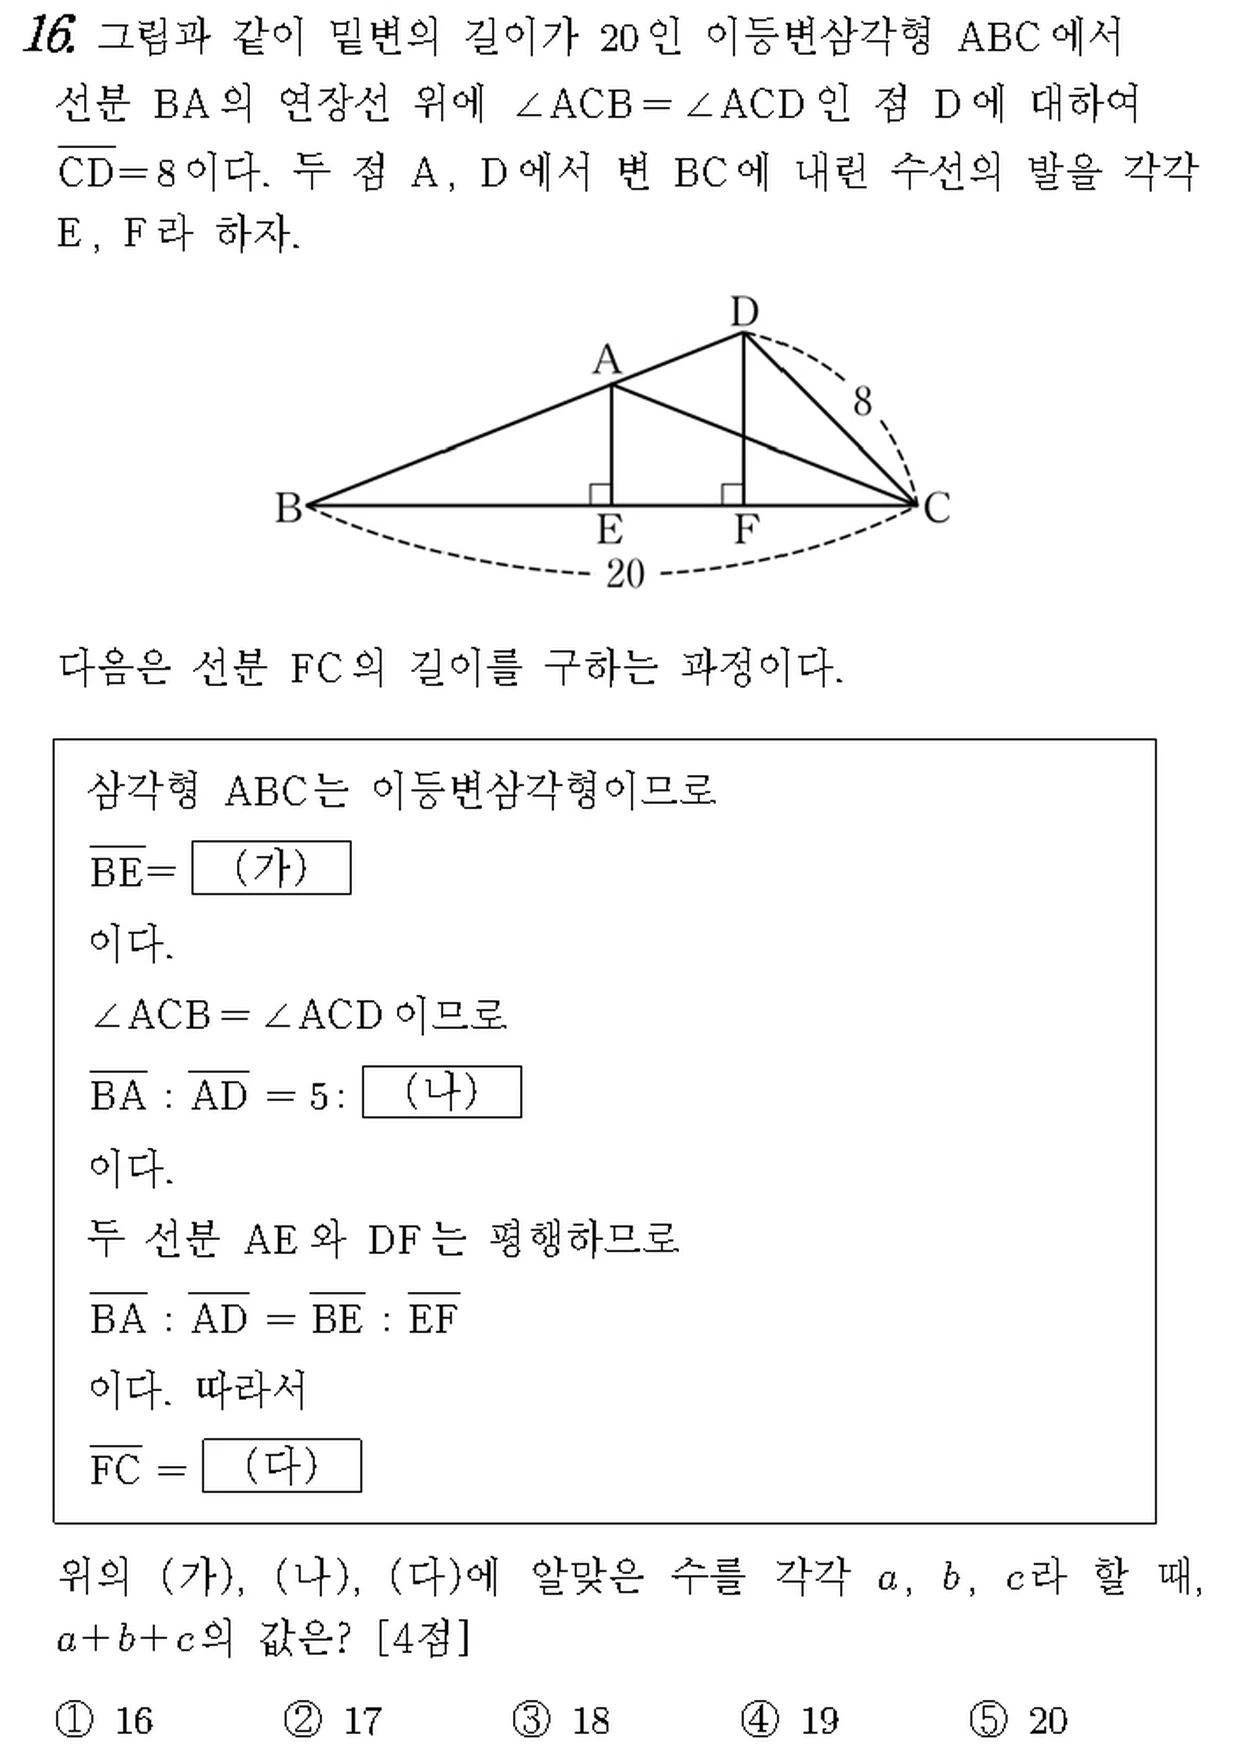 16. 그림과 같이 밑변의 길이가 20인 이등변삼각형 ABC에서
선분 BA의 연장선 위에 ∠ACB=∠ACD인 점 D에 대하여
C̅D̅=8이다. 두 점 A, D에서 변 BC에 내린 수선의 발을 각각
E, F라 하자.
D
A
8
B
E
F
C
20
다음은 선분 FC의 길이를 구하는 과정이다.
삼각형 ABC는 이등변삼각형이므로
B̅E̅= (가)
이다.
∠ACB=∠ACD이므로
B̅A̅ : A̅D̅ = 5: (나)
이다.
두 선분 AE와 DF는 평행하므로
B̅A̅ : A̅D̅ = B̅E̅ : E̅F̅
이다. 따라서
F̅C̅ = (다)
위의 (가), (나), (다)에 알맞은 수를 각각 a, b, c라 할 때,
a+b+c의 값은? [4점]
① 16 ② 17 ③ 18 ④ 19 ⑤ 20